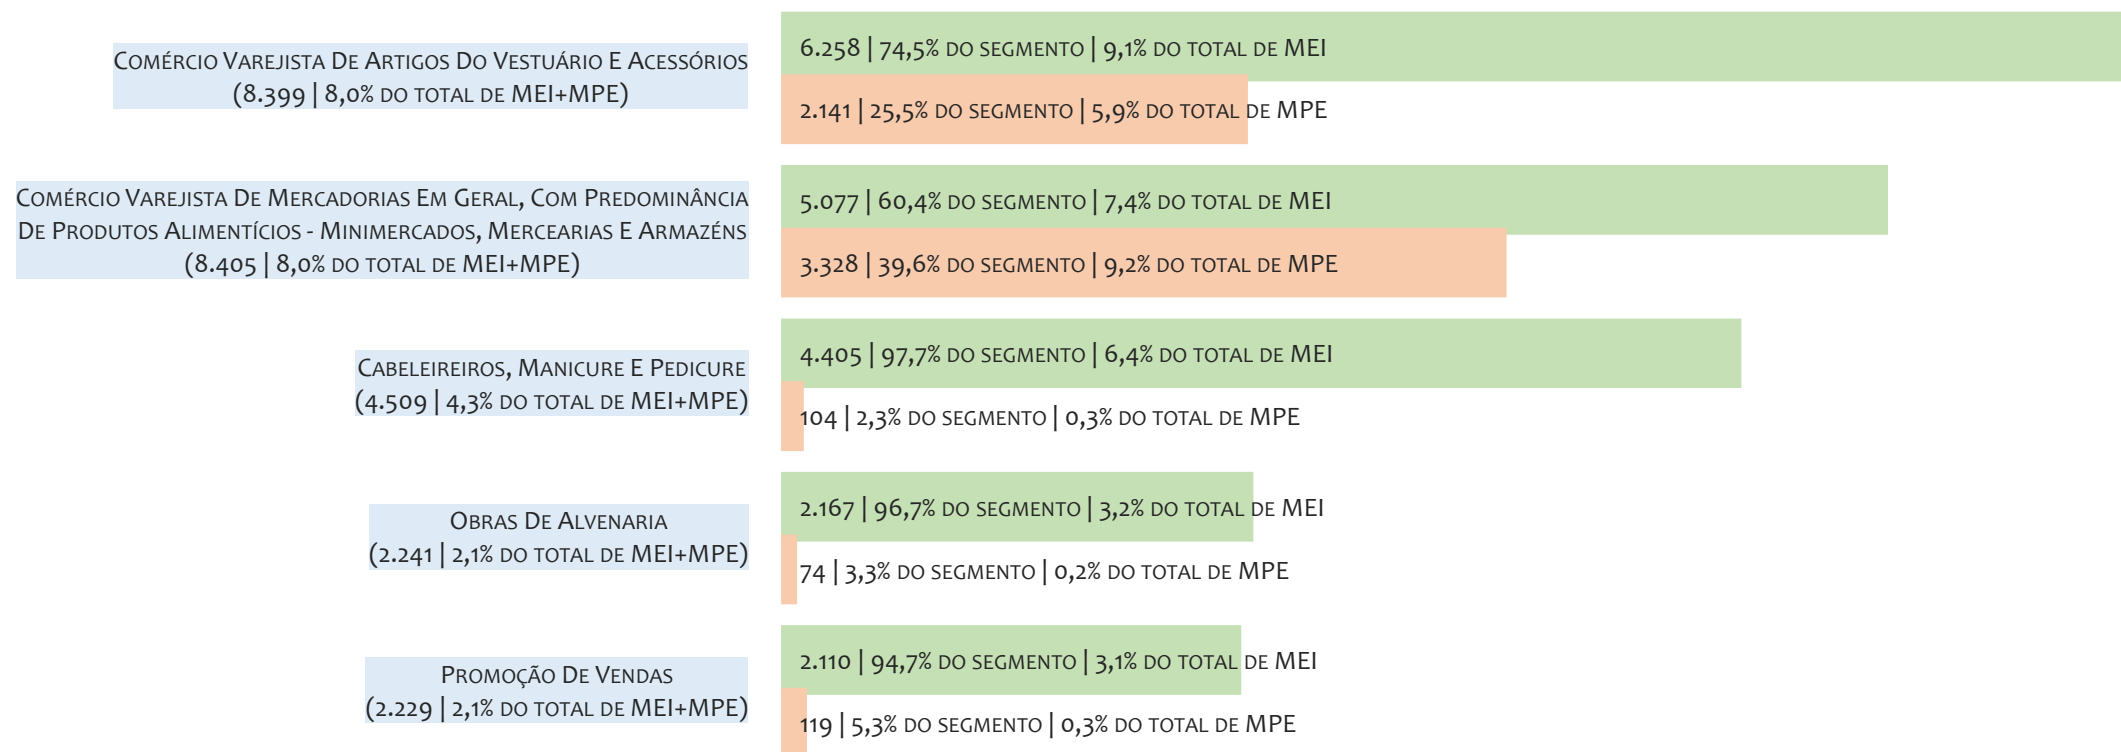 Comércio Varejista De Artigos Do Vestuário E Acessórios
(8.399 | 8,0% do total de MEI+MPE)
6.258 | 74,5% do segmento | 9,1% do total de MEI
2.141 | 25,5% do segmento | 5,9% do total de MPE
Comércio Varejista De Mercadorias Em Geral, Com Predominância
De Produtos Alimentícios - Minimercados, Mercearias E Armazéns
(8.405 | 8,0% do total de MEI+MPE)
5.077 | 60,4% do segmento | 7,4% do total de MEI
3.328 | 39,6% do segmento | 9,2% do total de MPE
Cabeleireiros, Manicure E Pedicure
(4.509 | 4,3% do total de MEI+MPE)
4.405 | 97,7% do segmento | 6,4% do total de MEI
104 | 2,3% do segmento | 0,3% do total de MPE
Obras De Alvenaria
(2.241 | 2,1% do total de MEI+MPE)
2.167 | 96,7% do segmento | 3,2% do total de MEI
74 | 3,3% do segmento | 0,2% do total de MPE
Promoção De Vendas
(2.229 | 2,1% do total de MEI+MPE)
2.110 | 94,7% do segmento | 3,1% do total de MEI
119 | 5,3% do segmento | 0,3% do total de MPE